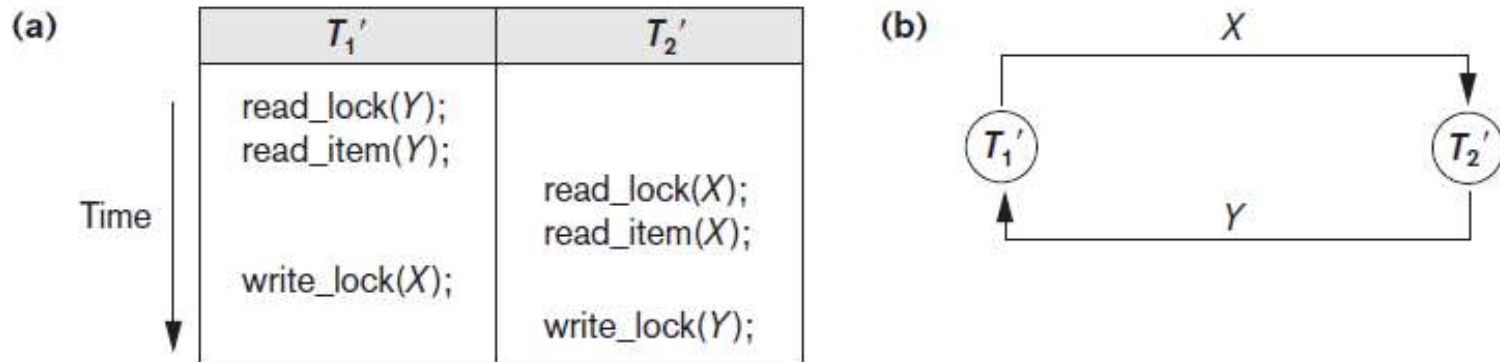 (a)
T₁′ T₂′
read_lock(Y);
read_item(Y);
read_lock(X);
Time
read_item(X);
write_lock(X);
write_lock(Y);
(b)
X
T₁′ T₂′
Y